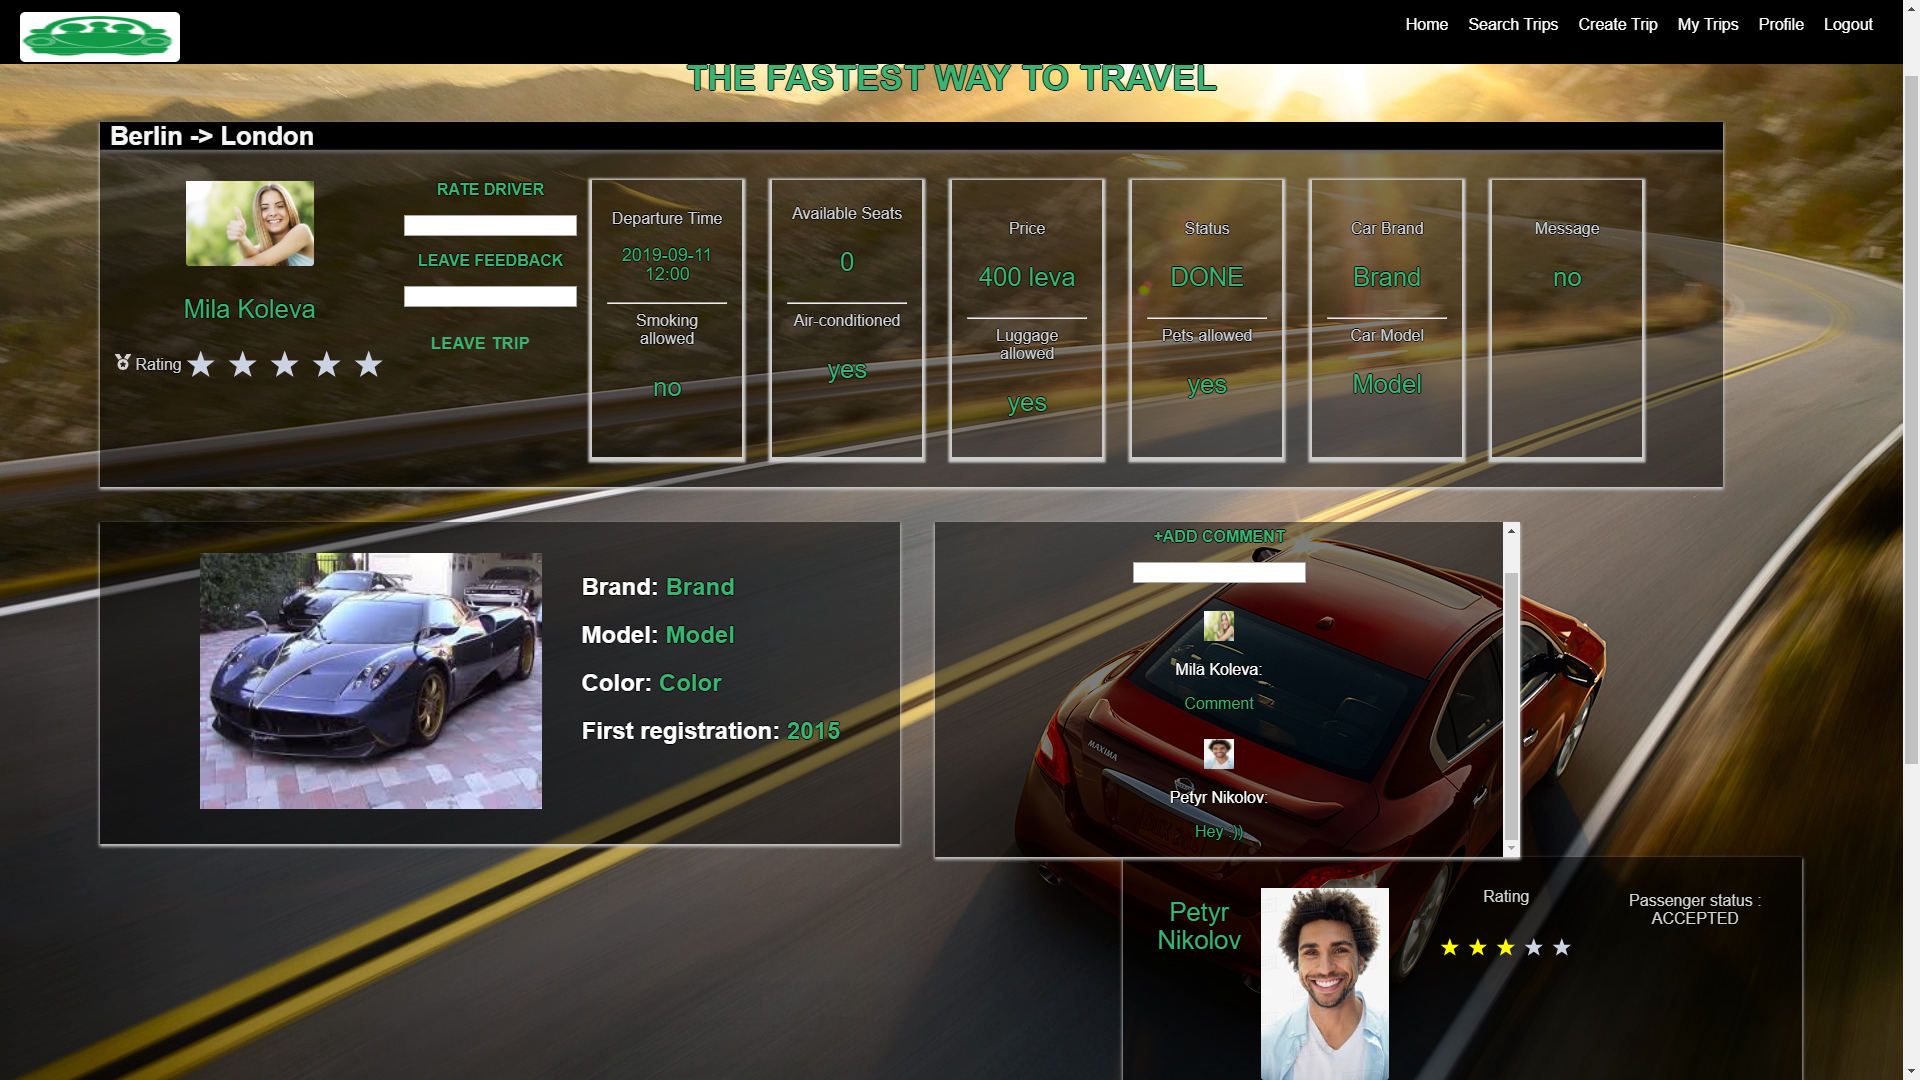 Home Search Trips Create Trip My Trips Profile Logout
THE FASTEST WAY TO TRAVEL
Berlin -> London
Mila Koleva
Rating
RATE DRIVER
LEAVE FEEDBACK
LEAVE TRIP
Departure Time
2019-09-11
12:00
Smoking
allowed
no
Available Seats
0
Air-conditioned
yes
Price
400 leva
Luggage
allowed
yes
Status
DONE
Pets allowed
yes
Car Brand
Brand
Car Model
Model
Message
no
Brand: Brand
Model: Model
Color: Color
First registration: 2015
+ADD COMMENT
Mila Koleva:
Comment
MAXIMA
Petyr Nikolov:
Hey :))
Petyr
Nikolov
Rating
Passenger status :
ACCEPTED